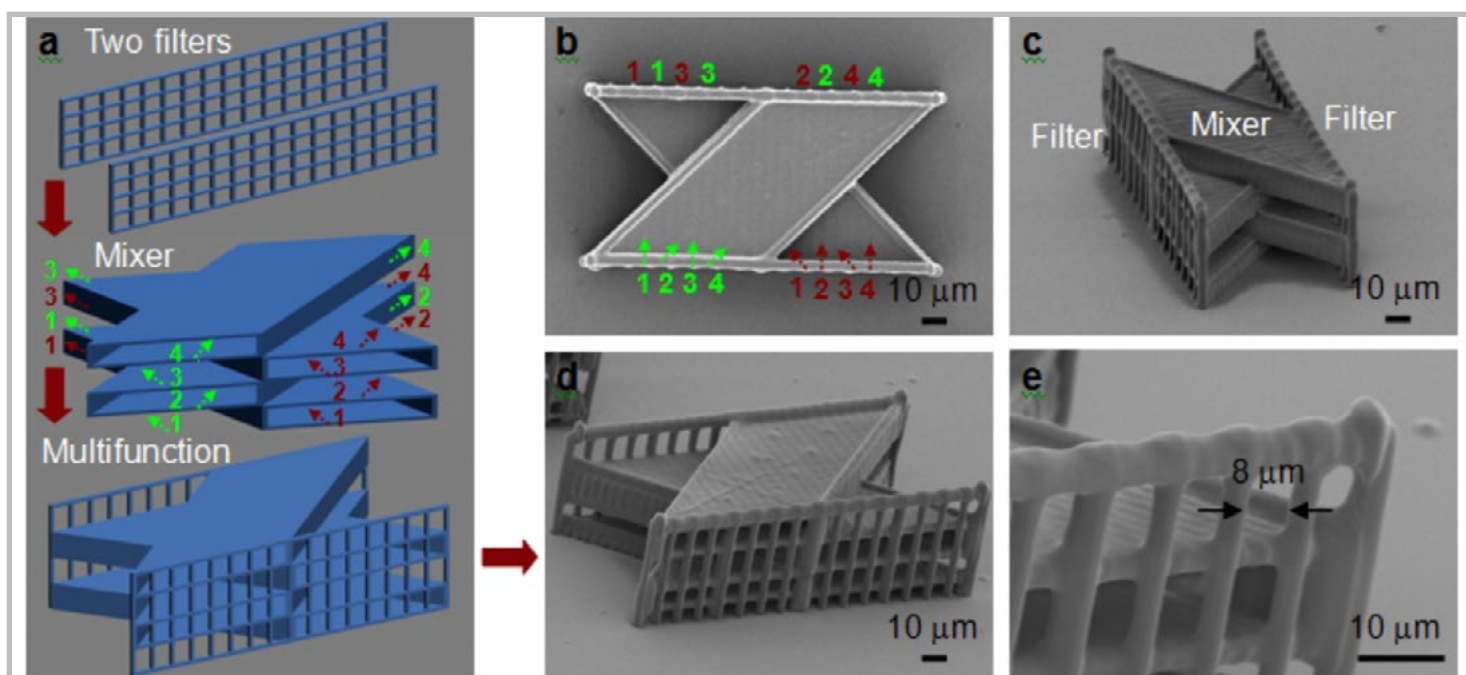 a Two filters
Mixer
3 4
3 4
1 2
1 2
4 4
3 3
2 2
1 1
Multifunction
b
1 1 3 3 2 2 4 4
1 2 3 4 1 2 3 4
10 μm
c
Filter Mixer Filter
10 μm
d
10 μm
e
8 μm
10 μm